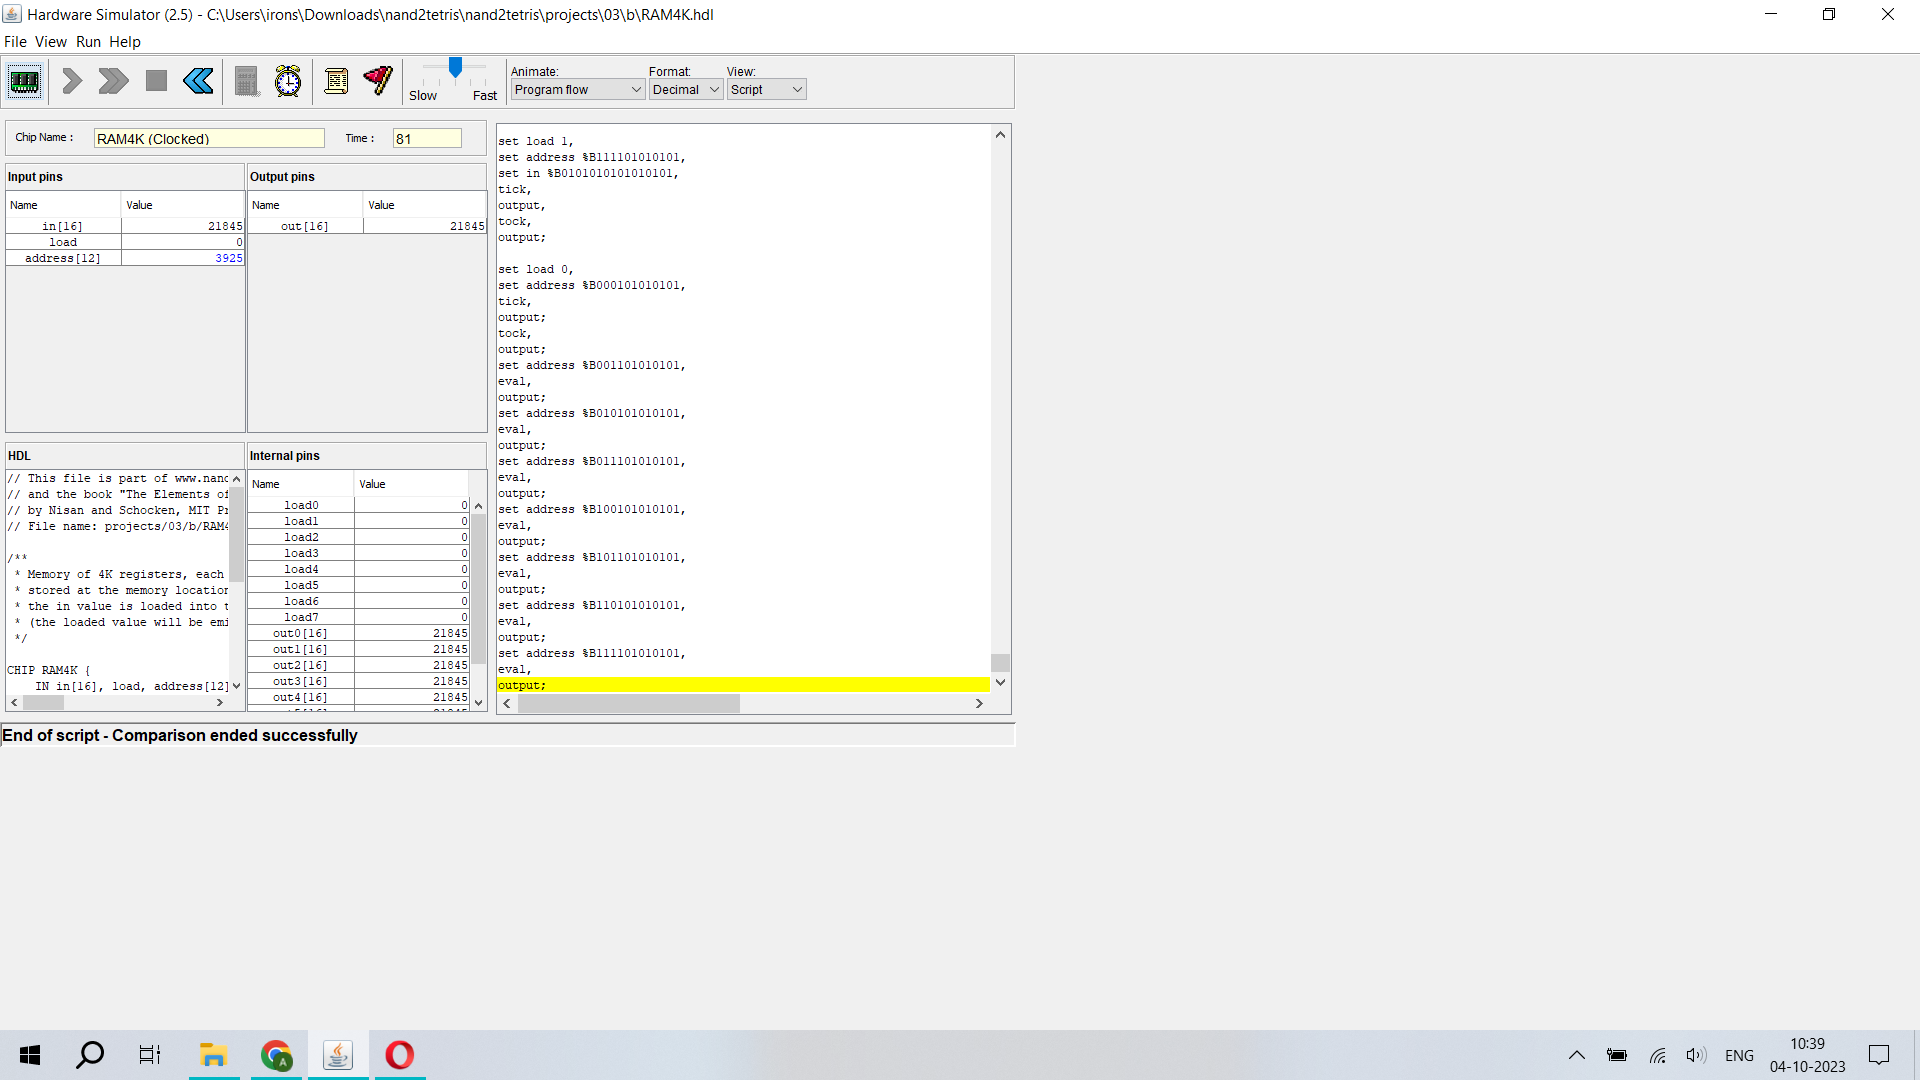 Hardware Simulator (2.5) - C:\Users\irons\Downloads\nand2tetris\nand2tetris\projects\03\b\RAM4K.hdl
File View Run Help
Slow Fast
Animate: Format: View:
Program flow Decimal Script
Chip Name : RAM4K (Clocked) Time : 81
Input pins
Name Value
in[16] 21845
load 0
address[12] 3925
Output pins
Name Value
out[16] 21845
HDL
// This file is part of www.nand
// and the book "The Elements of
// by Nisan and Schocken, MIT Pr
// File name: projects/03/b/RAM4
/**
* Memory of 4K registers, each
* stored at the memory location
* the in value is loaded into t
* (the loaded value will be emi
*/
CHIP RAM4K {
IN in[16], load, address[12]
Internal pins
Name Value
load0 0
load1 0
load2 0
load3 0
load4 0
load5 0
load6 0
load7 0
out0[16] 21845
out1[16] 21845
out2[16] 21845
out3[16] 21845
out4[16] 21845
set load 1,
set address %B111101010101,
set in %B0101010101010101,
tick,
output,
tock,
output;
set load 0,
set address %B000101010101,
tick,
output;
tock,
output;
set address %B001101010101,
eval,
output;
set address %B010101010101,
eval,
output;
set address %B011101010101,
eval,
output;
set address %B100101010101,
eval,
output;
set address %B101101010101,
eval,
output;
set address %B110101010101,
eval,
output;
set address %B111101010101,
eval,
output;
End of script - Comparison ended successfully
A
ENG
10:39
04-10-2023